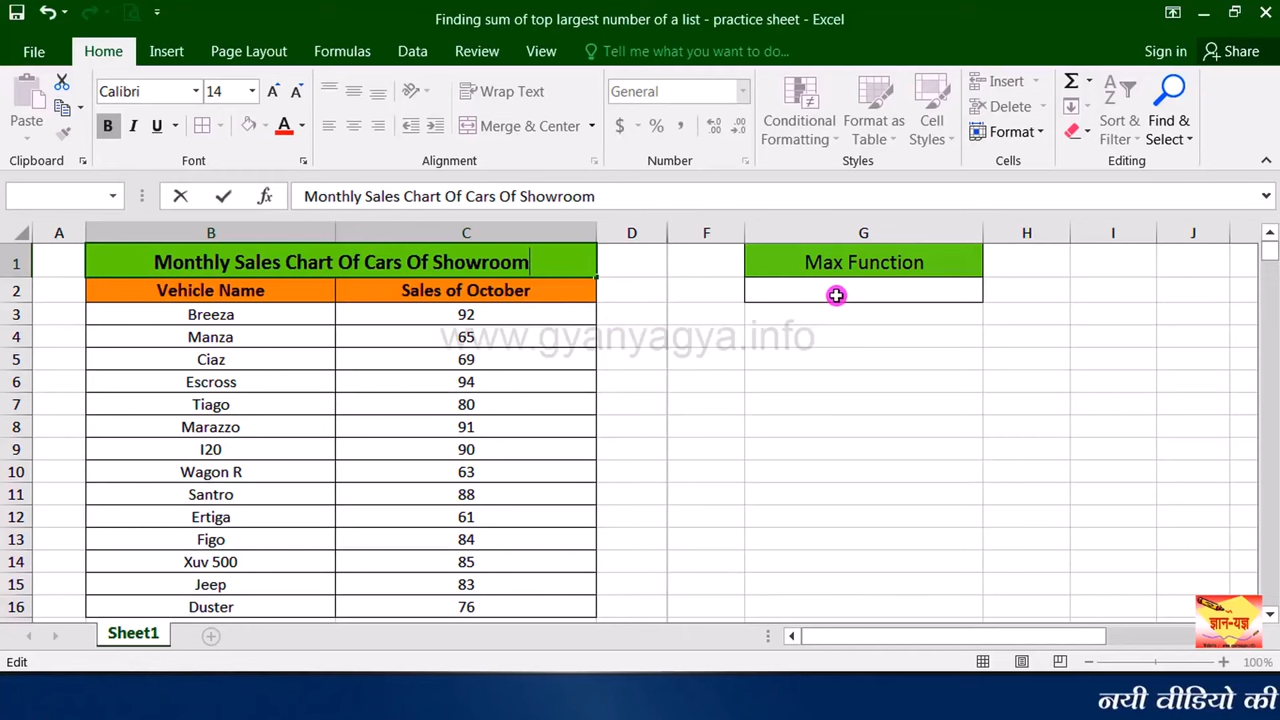 Finding sum of top largest number of a list - practice sheet - Excel
File Home Insert Page Layout Formulas Data Review View Tell me what you want to do... Sign in Share
Calibri 14 Wrap Text General Insert
Paste B I U Merge & Center $ % , Conditional Formatting Format as Table Cell Styles Delete Format Sort & Filter Find & Select
Clipboard Font Alignment Number Styles Cells Editing
fx Monthly Sales Chart Of Cars Of Showroom
A B C D F G H I J
1 Monthly Sales Chart Of Cars Of Showroom Max Function
2 Vehicle Name Sales of October
3 Breeza 92
www.gyanyagya.info
4 Manza 65
5 Ciaz 69
6 Escross 94
7 Tiago 80
8 Marazzo 91
9 I20 90
10 Wagon R 63
11 Santro 88
12 Ertiga 61
13 Figo 84
14 Xuv 500 85
15 Jeep 83
16 Duster 76
ज्ञान-यज्ञ
Sheet1
Edit 100%
नयी वीडियो की